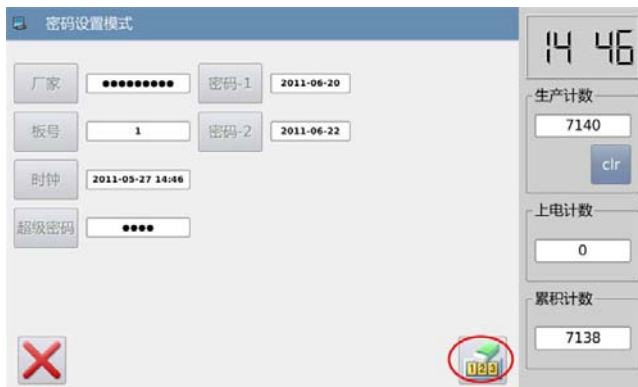 密码设置模式
14 46
厂家 ●●●●●●●●● 密码-1 2011-06-20
板号 1 密码-2 2011-06-22
时钟 2011-05-27 14:46
超级密码 ●●●●
生产计数
7140
clr
上电计数
0
累积计数
7138
123